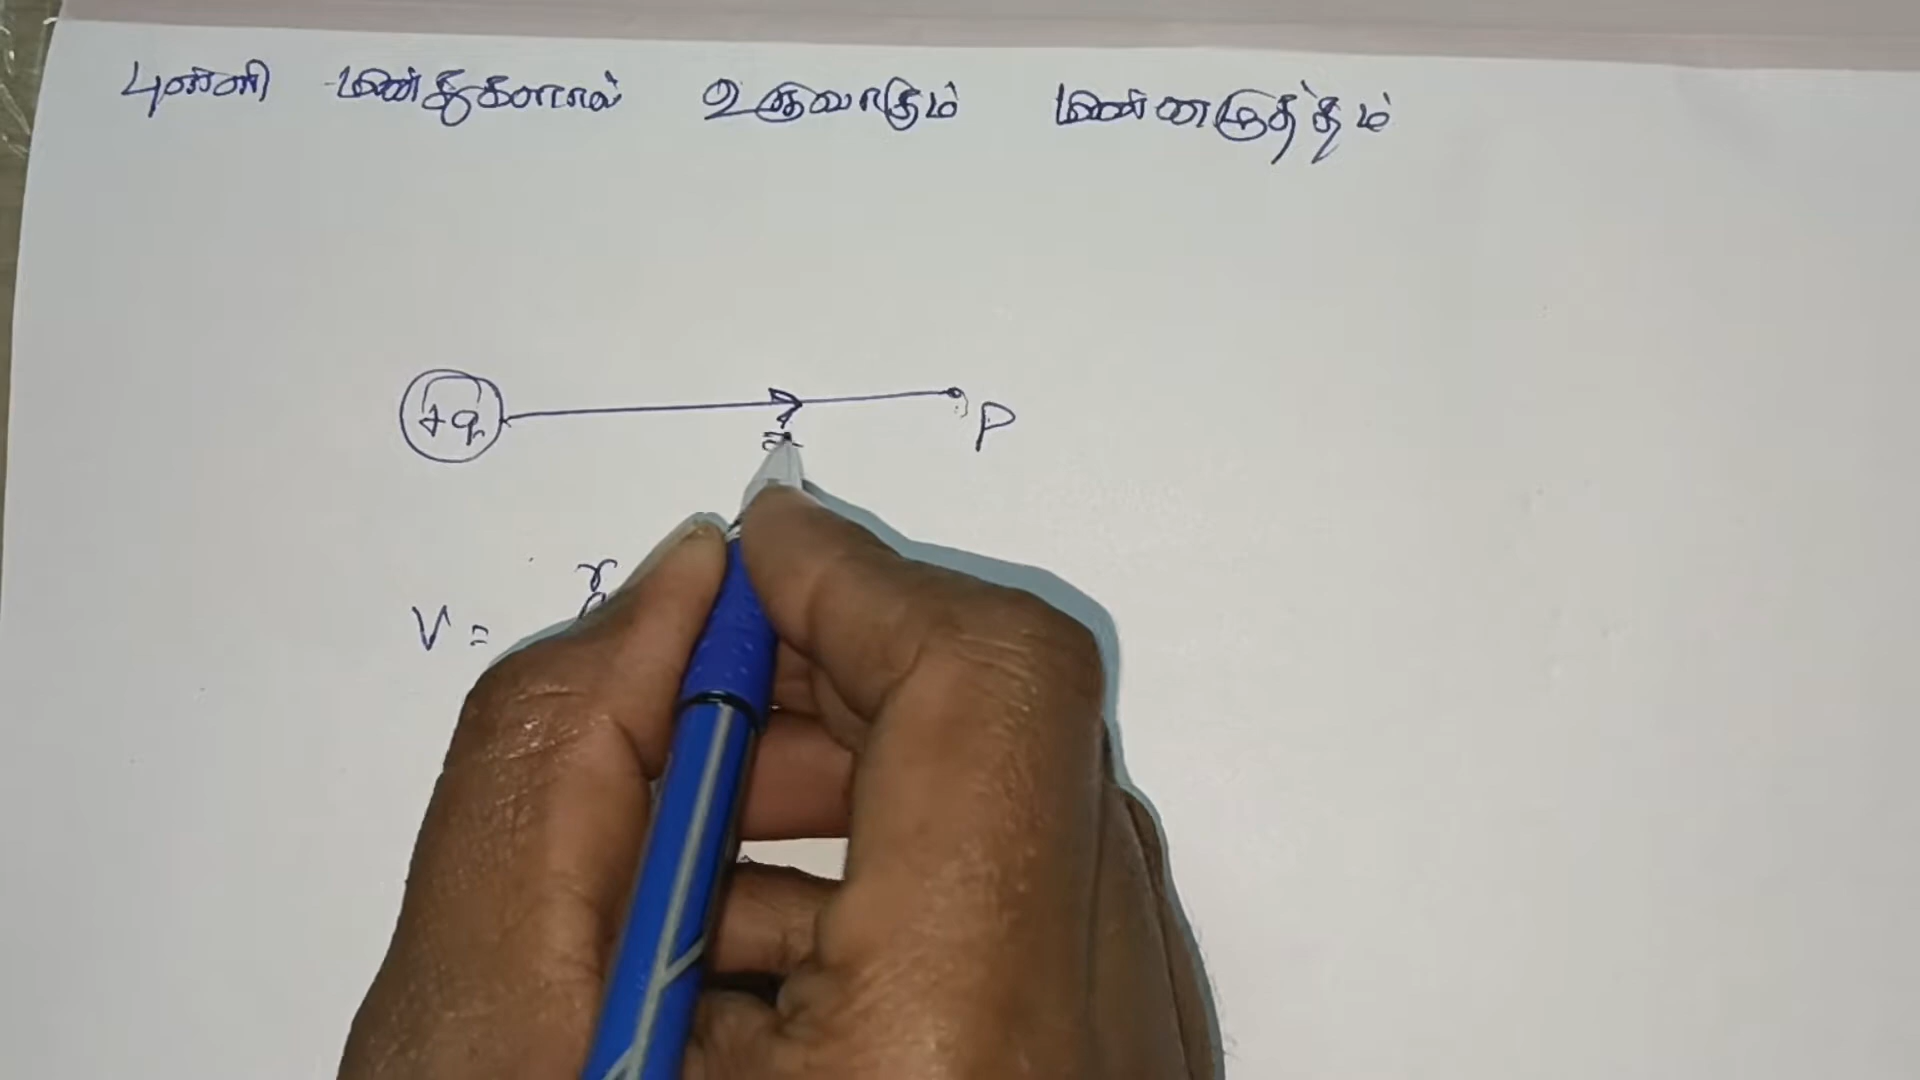 புள்ளி மின்துகளால் உருவாகும் மின்னழுத்தம்
+q
P
r
V =